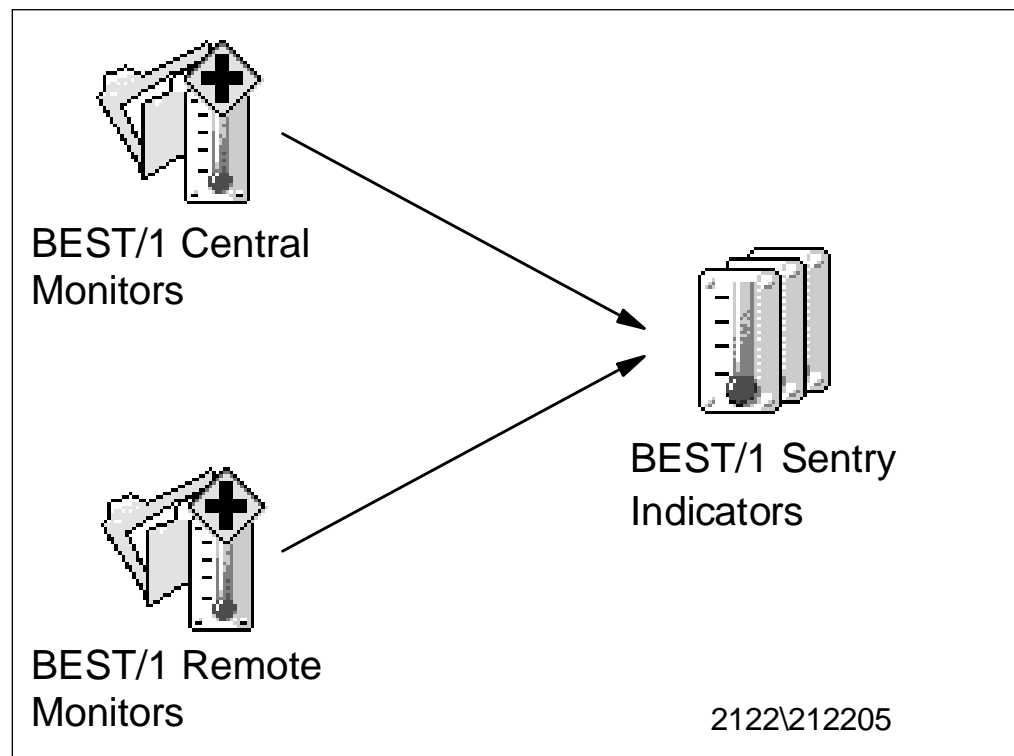 BEST/1 Central
Monitors
BEST/1 Sentry
Indicators
BEST/1 Remote
Monitors
2122\212205